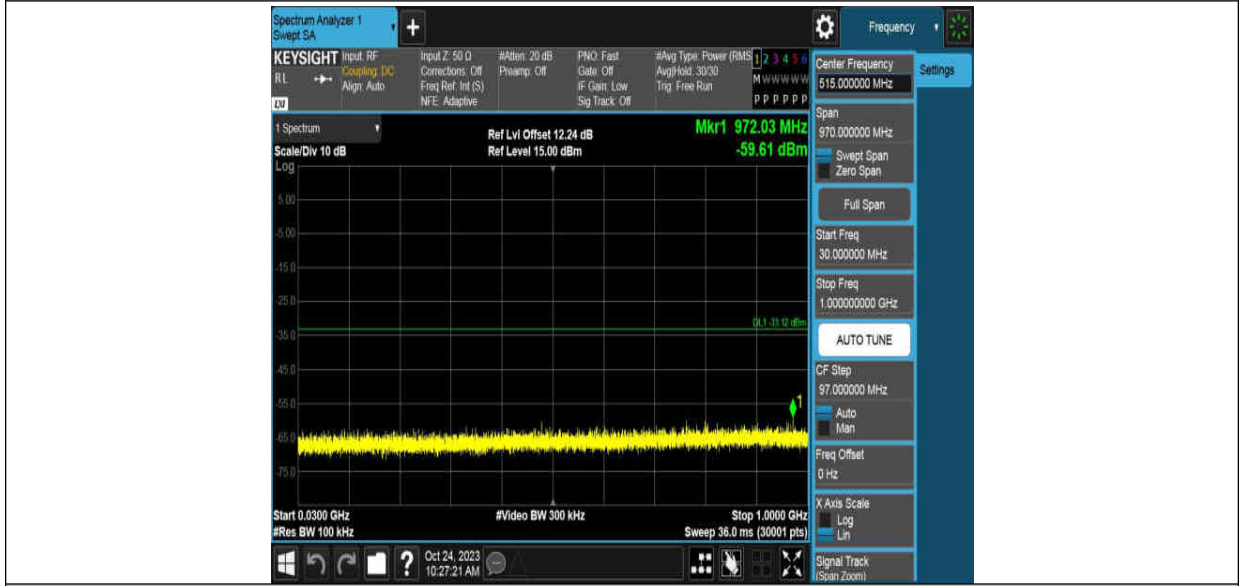 Spectrum Analyzer 1
Swept SA
Frequency
KEYSIGHT
RL
LXI
Input: RF
Coupling: DC
Align: Auto
Input Z: 50 Ω
Corrections: Off
Freq Ref: Int (S)
NFE: Adaptive
#Atten: 20 dB
Preamp: Off
PNO: Fast
Gate: Off
IF Gain: Low
Sig Track: Off
#Avg Type: Power (RMS
Avg|Hold: 30/30
Trig: Free Run
1 2 3 4 5 6
M W W W W W
P P P P P P
1 Spectrum
Scale/Div 10 dB
Log
Ref Lvl Offset 12.24 dB
Ref Level 15.00 dBm
Mkr1 972.03 MHz
-59.61 dBm
5.00
-5.00
-15.0
-25.0
-35.0
-45.0
-55.0
-65.0
-75.0
DL1 -33.12 dBm
1
Start 0.0300 GHz
#Res BW 100 kHz
#Video BW 300 kHz
Stop 1.0000 GHz
Sweep 36.0 ms (30001 pts)
Oct 24, 2023
10:27:21 AM
Center Frequency
515.000000 MHz
Settings
Span
970.000000 MHz
Swept Span
Zero Span
Full Span
Start Freq
30.000000 MHz
Stop Freq
1.000000000 GHz
AUTO TUNE
CF Step
97.000000 MHz
Auto
Man
Freq Offset
0 Hz
X Axis Scale
Log
Lin
Signal Track
(Span Zoom)